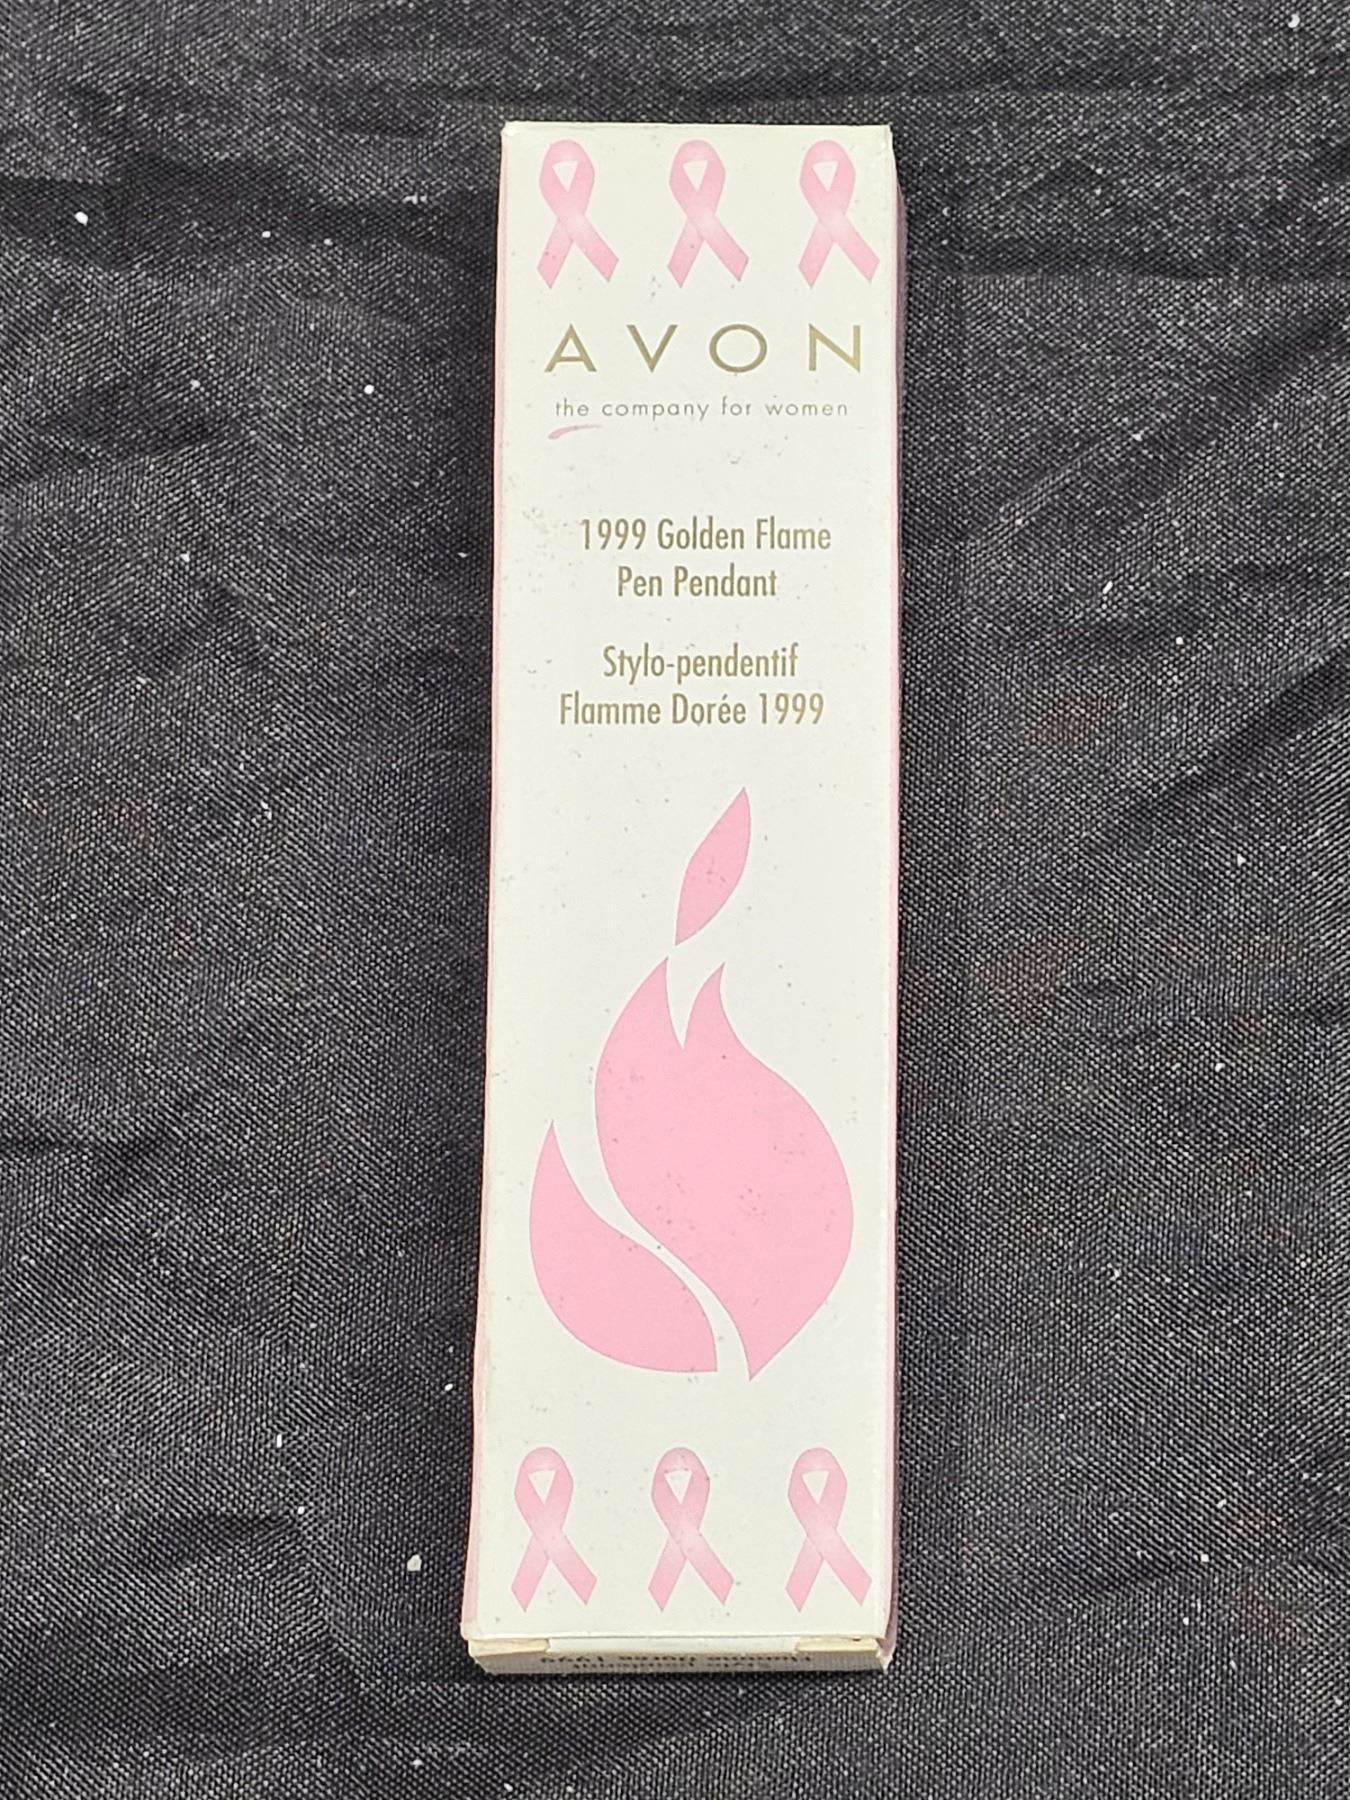 AVON
the company for women
1999 Golden Flame
Pen Pendant
Stylo-pendentif
Flamme Dorée 1999